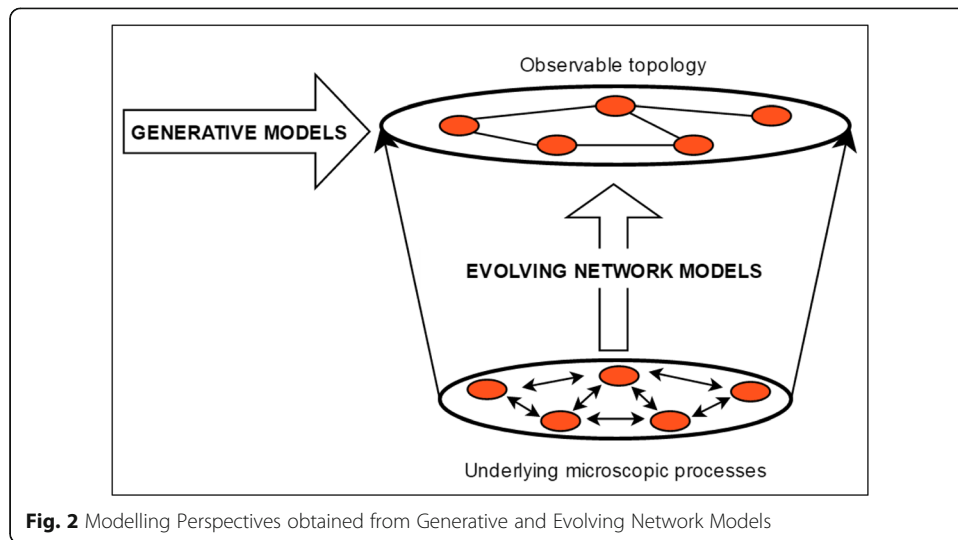 Observable topology
GENERATIVE MODELS
EVOLVING NETWORK MODELS
Underlying microscopic processes
Fig. 2 Modelling Perspectives obtained from Generative and Evolving Network Models